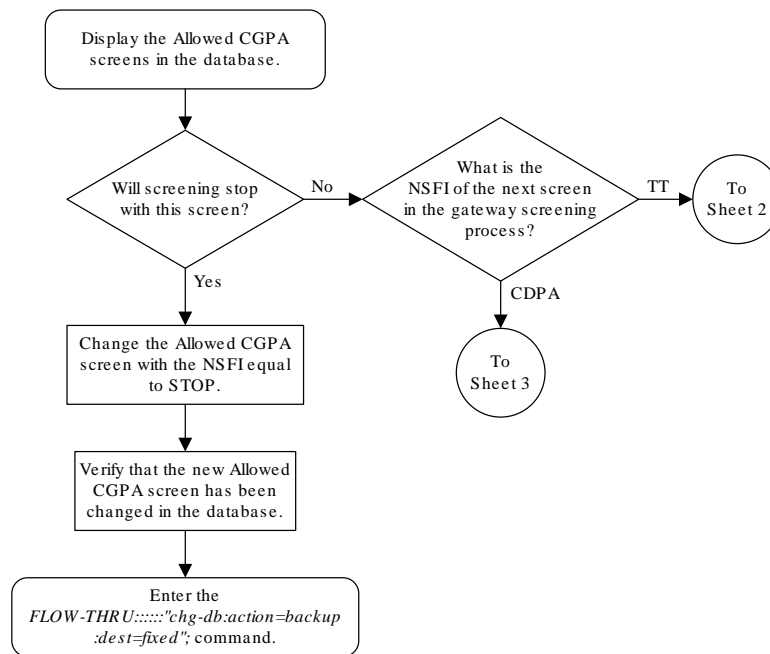 Display the Allowed CGPA
screens in the database.
Will screening stop
with this screen?
No
What is the
NSFI of the next screen
in the gateway screening
process?
TT
To
Sheet 2
Yes
CDPA
Change the Allowed CGPA
screen with the NSFI equal
to STOP.
To
Sheet 3
Verify that the new Allowed
CGPA screen has been
changed in the database.
Enter the
FLOW-THRU::::::"chg-db:action=backup
:dest=fixed"; command.